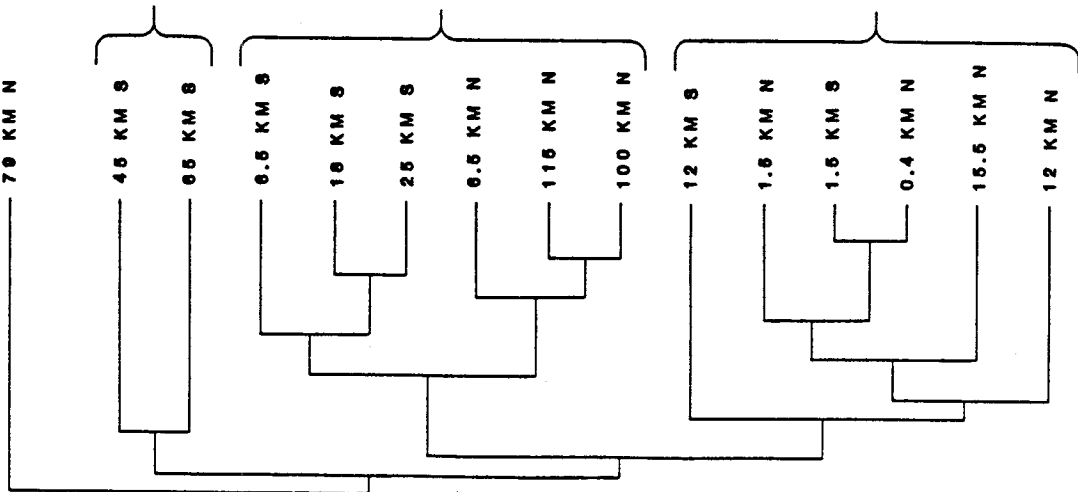 79 KM N
45 KM S
65 KM S
6.5 KM S
18 KM S
25 KM S
6.5 KM N
115 KM N
100 KM N
12 KM S
1.5 KM N
1.5 KM S
0.4 KM N
15.5 KM N
12 KM N